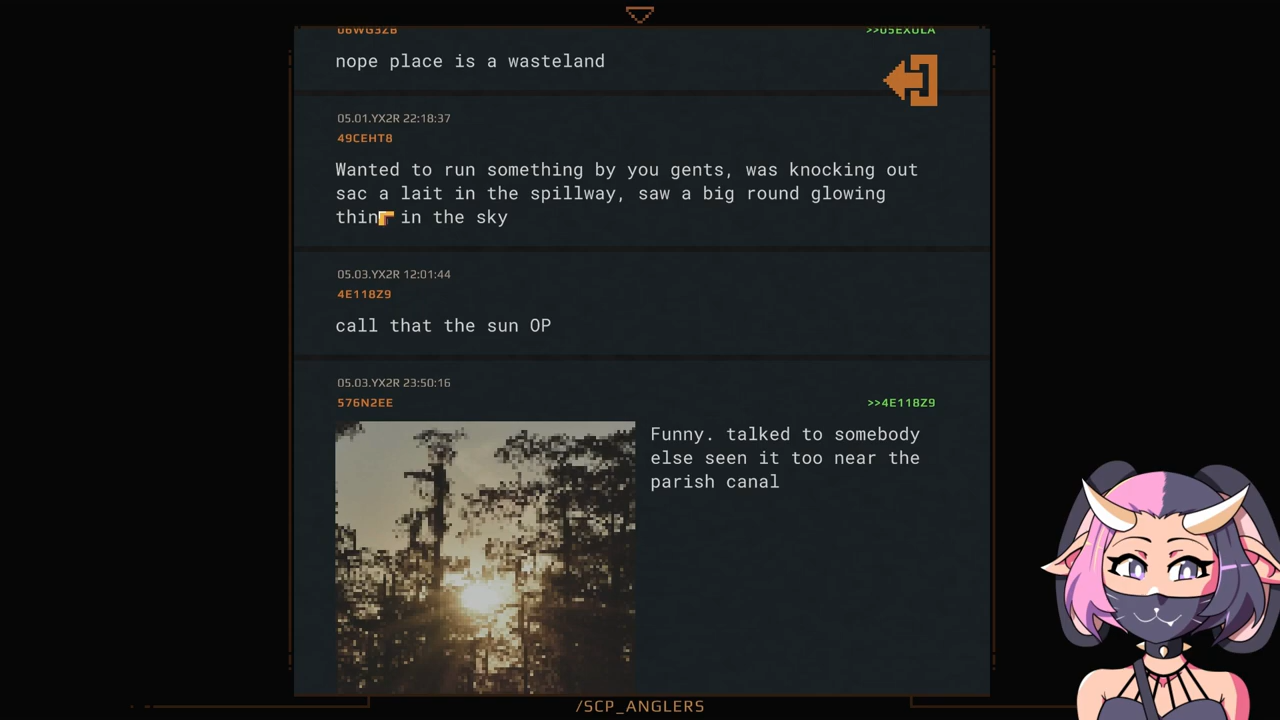 06WG3ZB
>>05EXULA
nope place is a wasteland
05.01.YX2R 22:18:37
49CEHT8
Wanted to run something by you gents, was knocking out
sac a lait in the spillway, saw a big round glowing
thing in the sky
05.03.YX2R 12:01:44
4E118Z9
call that the sun OP
05.03.YX2R 23:50:16
576N2EE
>>4E118Z9
Funny. talked to somebody
else seen it too near the
parish canal
/SCP_ANGLERS